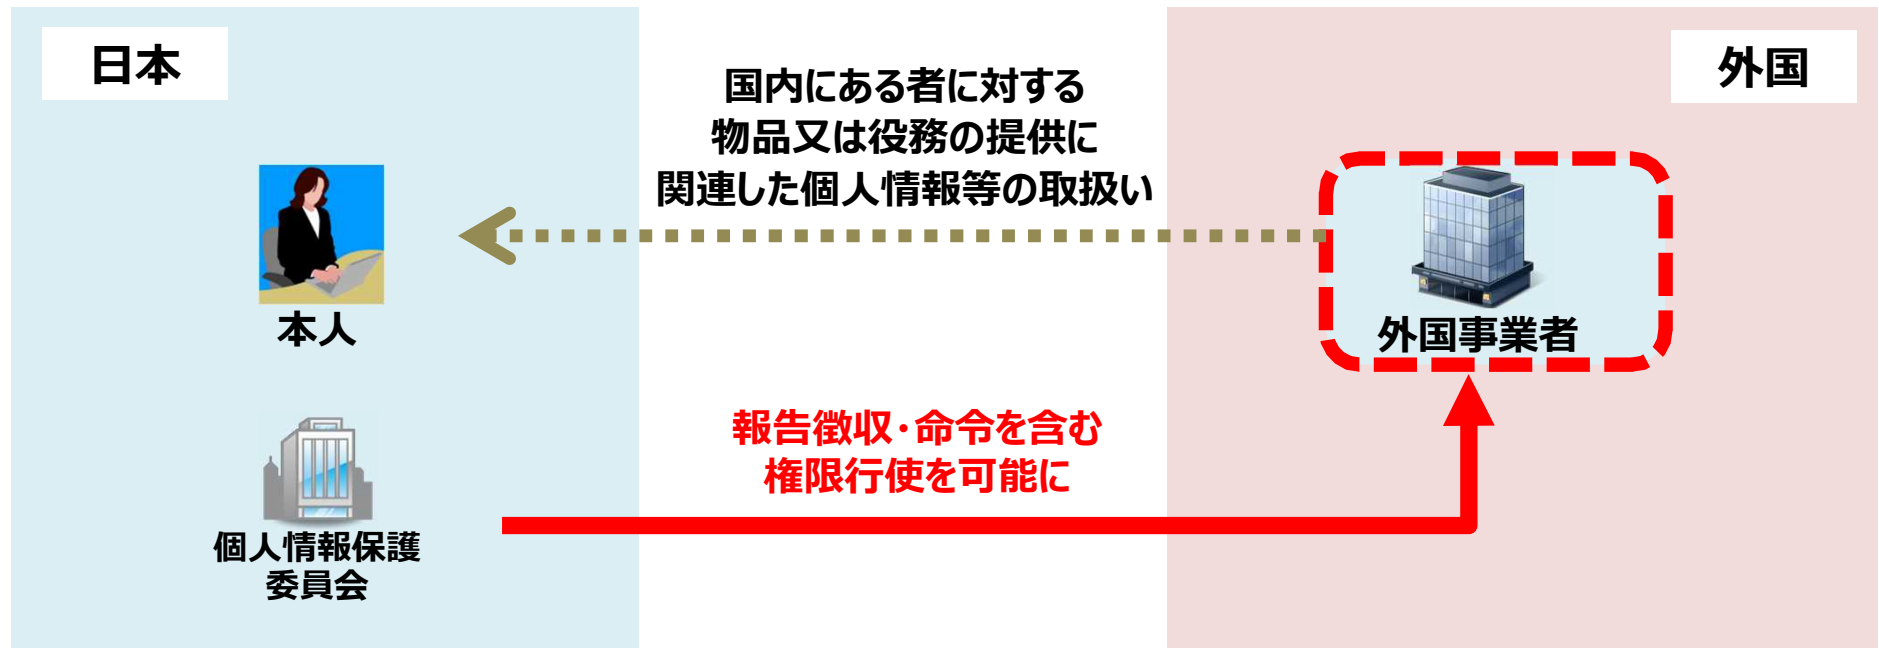 日本
外国
国内にある者に対する
物品又は役務の提供に
関連した個人情報等の取扱い
本人
外国事業者
報告徴収・命令を含む
権限行使を可能に
個人情報保護
委員会